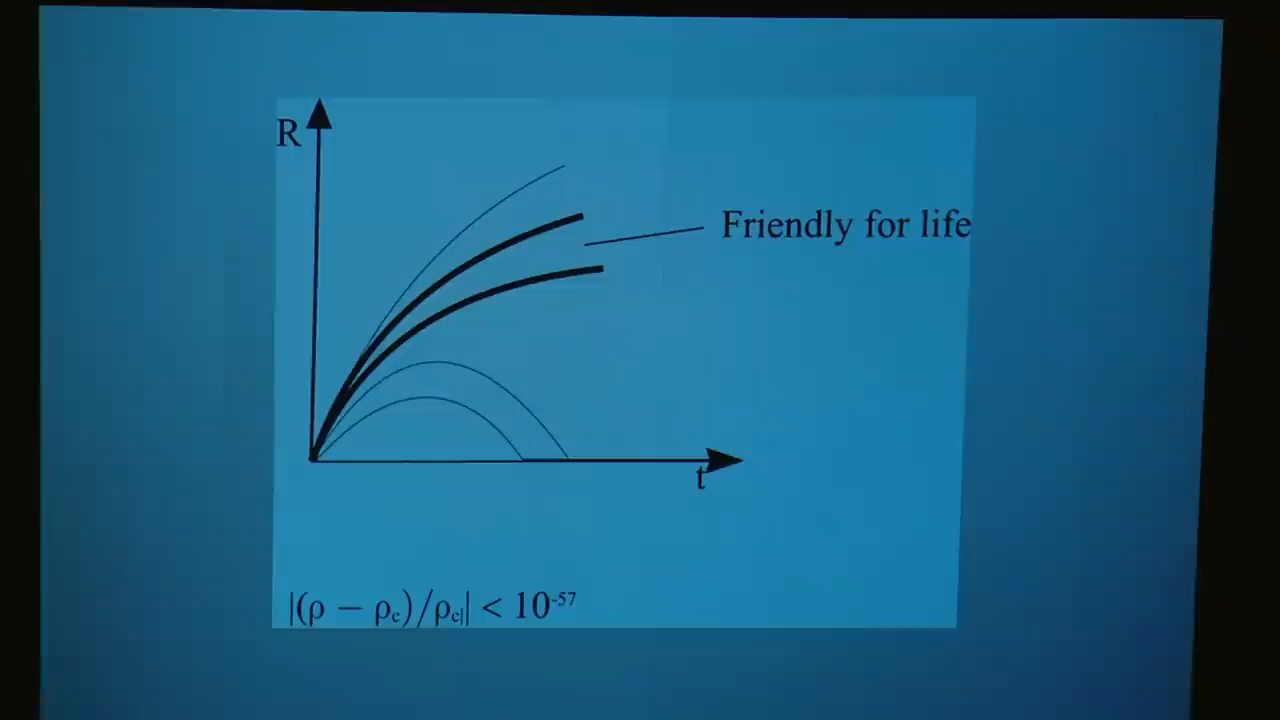 R
Friendly for life
t
|(ρ − ρc)/ρc|| < 10-57